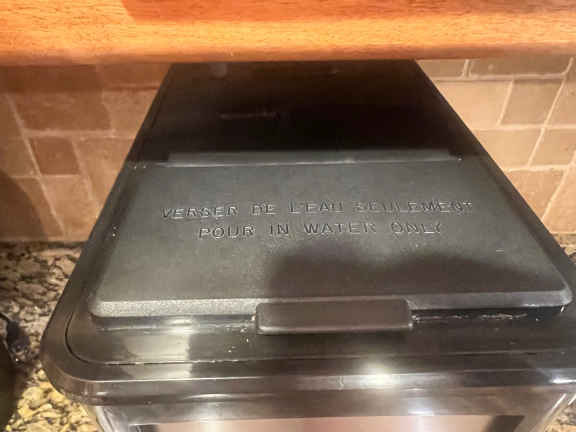 VERSER DE L'EAU SEULEMENT
POUR IN WATER ONLY